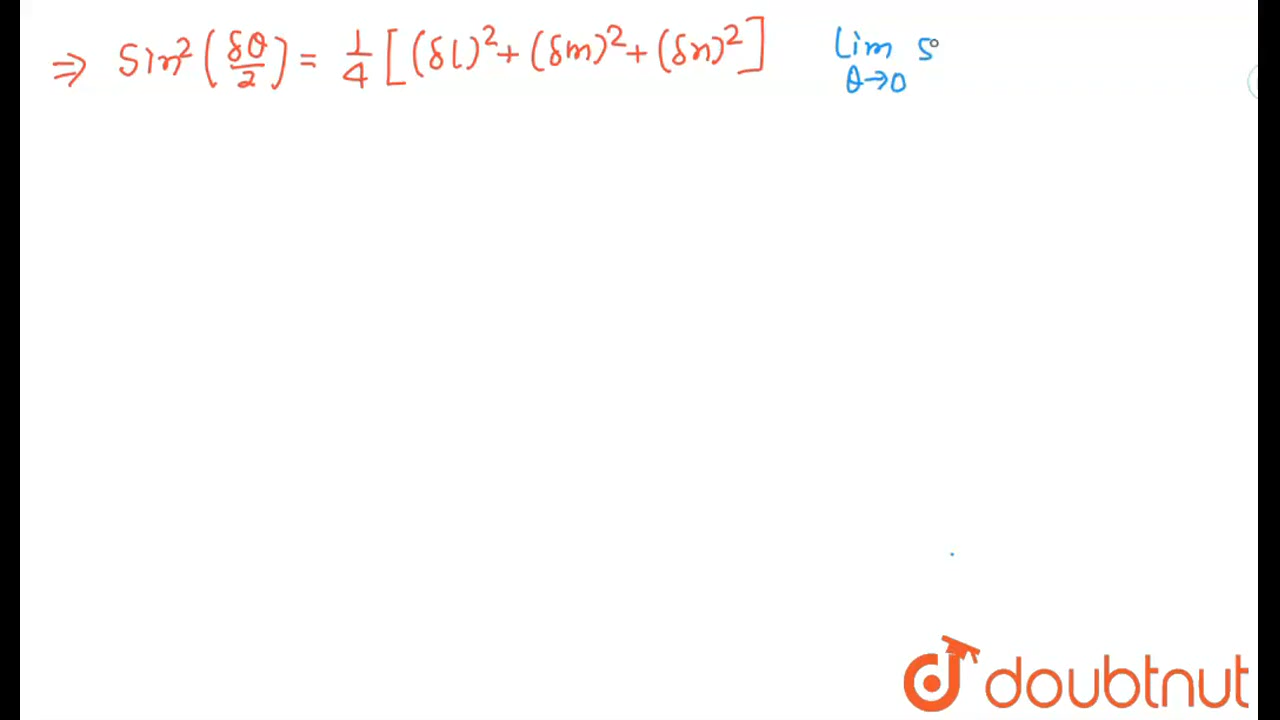 ⇒ Sin² (δθ/2) = 1/4 [(δl)² + (δm)² + (δn)²] Lim θ→0 S
doubtnut